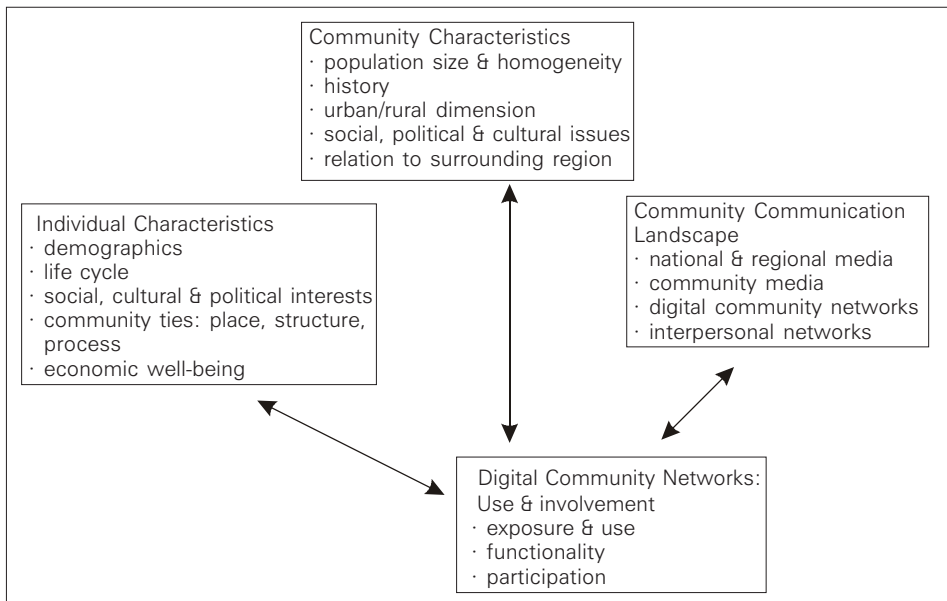 Community Characteristics
· population size & homogeneity
· history
· urban/rural dimension
· social, political & cultural issues
· relation to surrounding region
Individual Characteristics
· demographics
· life cycle
· social, cultural & political interests
· community ties: place, structure,
process
· economic well-being
Community Communication
Landscape
· national & regional media
· community media
· digital community networks
· interpersonal networks
Digital Community Networks:
Use & involvement
· exposure & use
· functionality
· participation